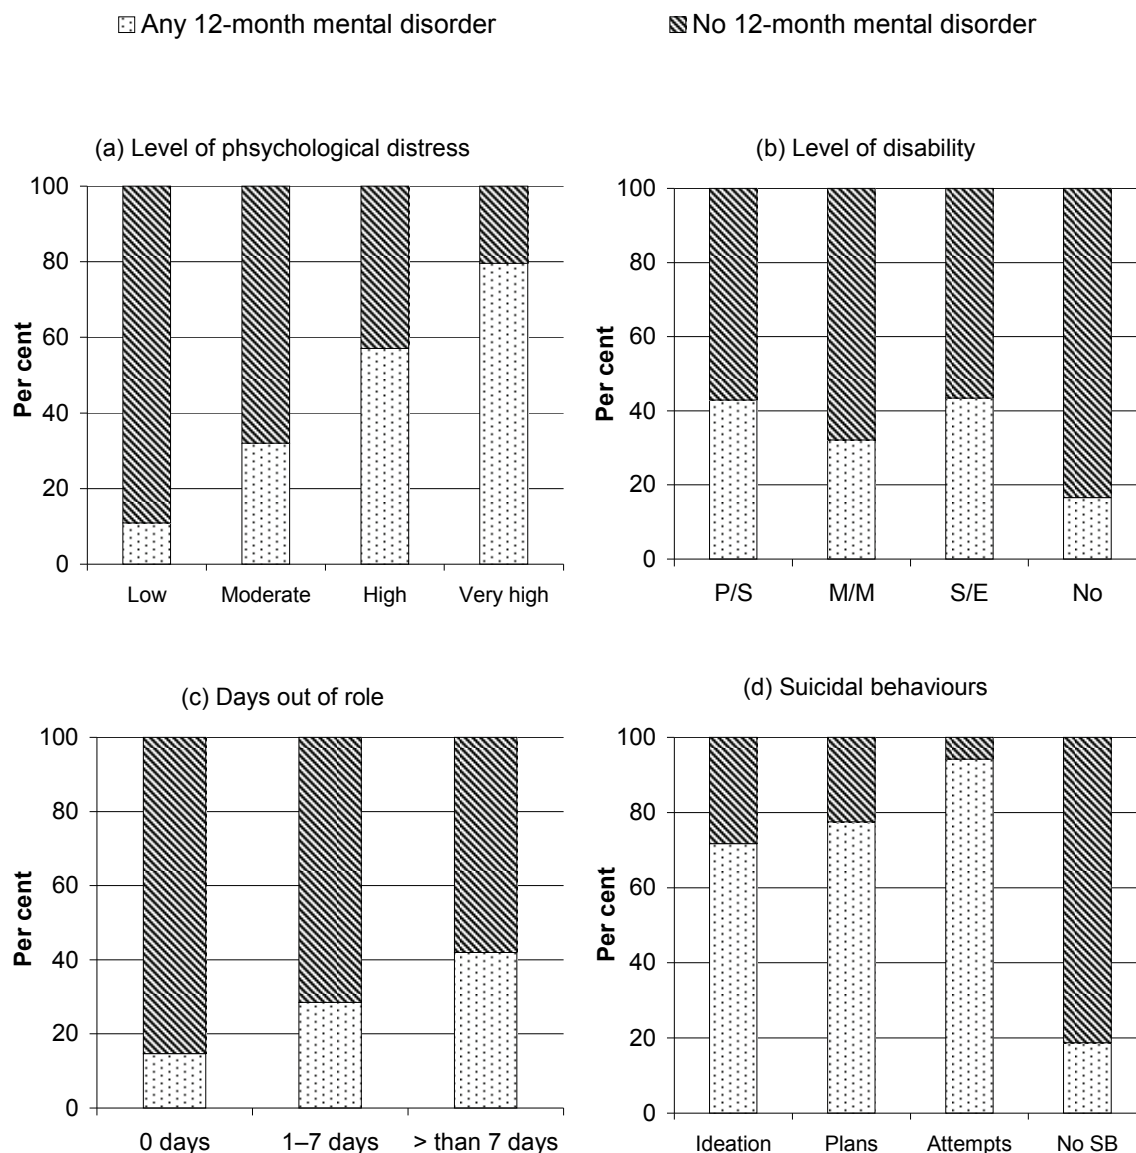 Any 12-month mental disorder
No 12-month mental disorder
(a) Level of phsychological distress
100
80
60
40
20
0
Per cent
Low Moderate High Very high
(b) Level of disability
100
80
60
40
20
0
Per cent
P/S M/M S/E No
(c) Days out of role
100
80
60
40
20
0
Per cent
0 days 1–7 days > than 7 days
(d) Suicidal behaviours
100
80
60
40
20
0
Per cent
Ideation Plans Attempts No SB